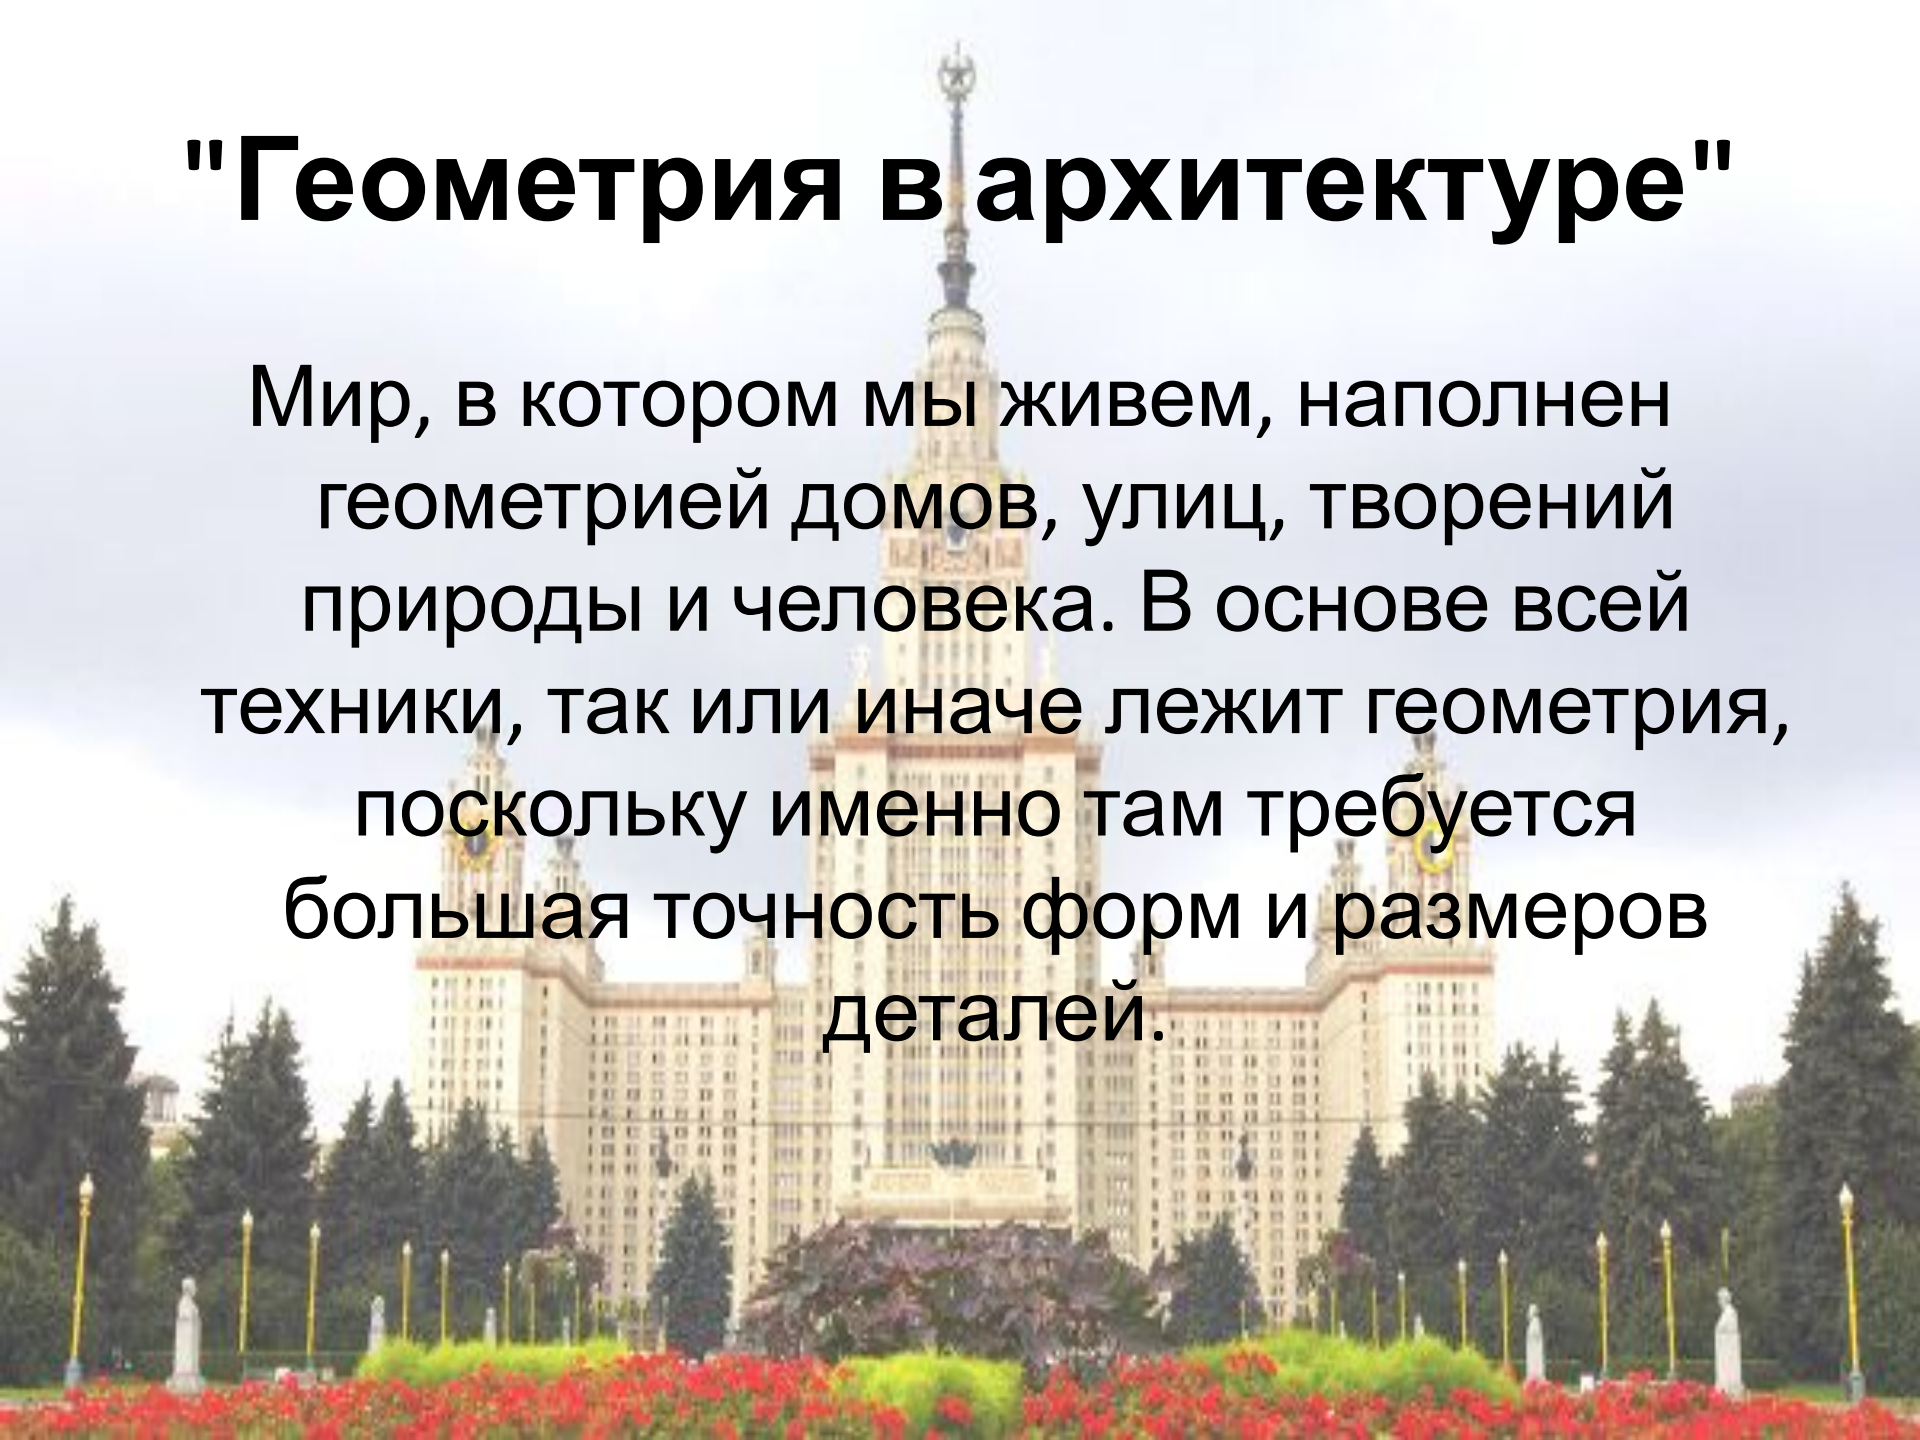 "Геометрия в архитектуре"
Мир, в котором мы живем, наполнен
геометрией домов, улиц, творений
природы и человека. В основе всей
техники, так или иначе лежит геометрия,
поскольку именно там требуется
большая точность форм и размеров
деталей.